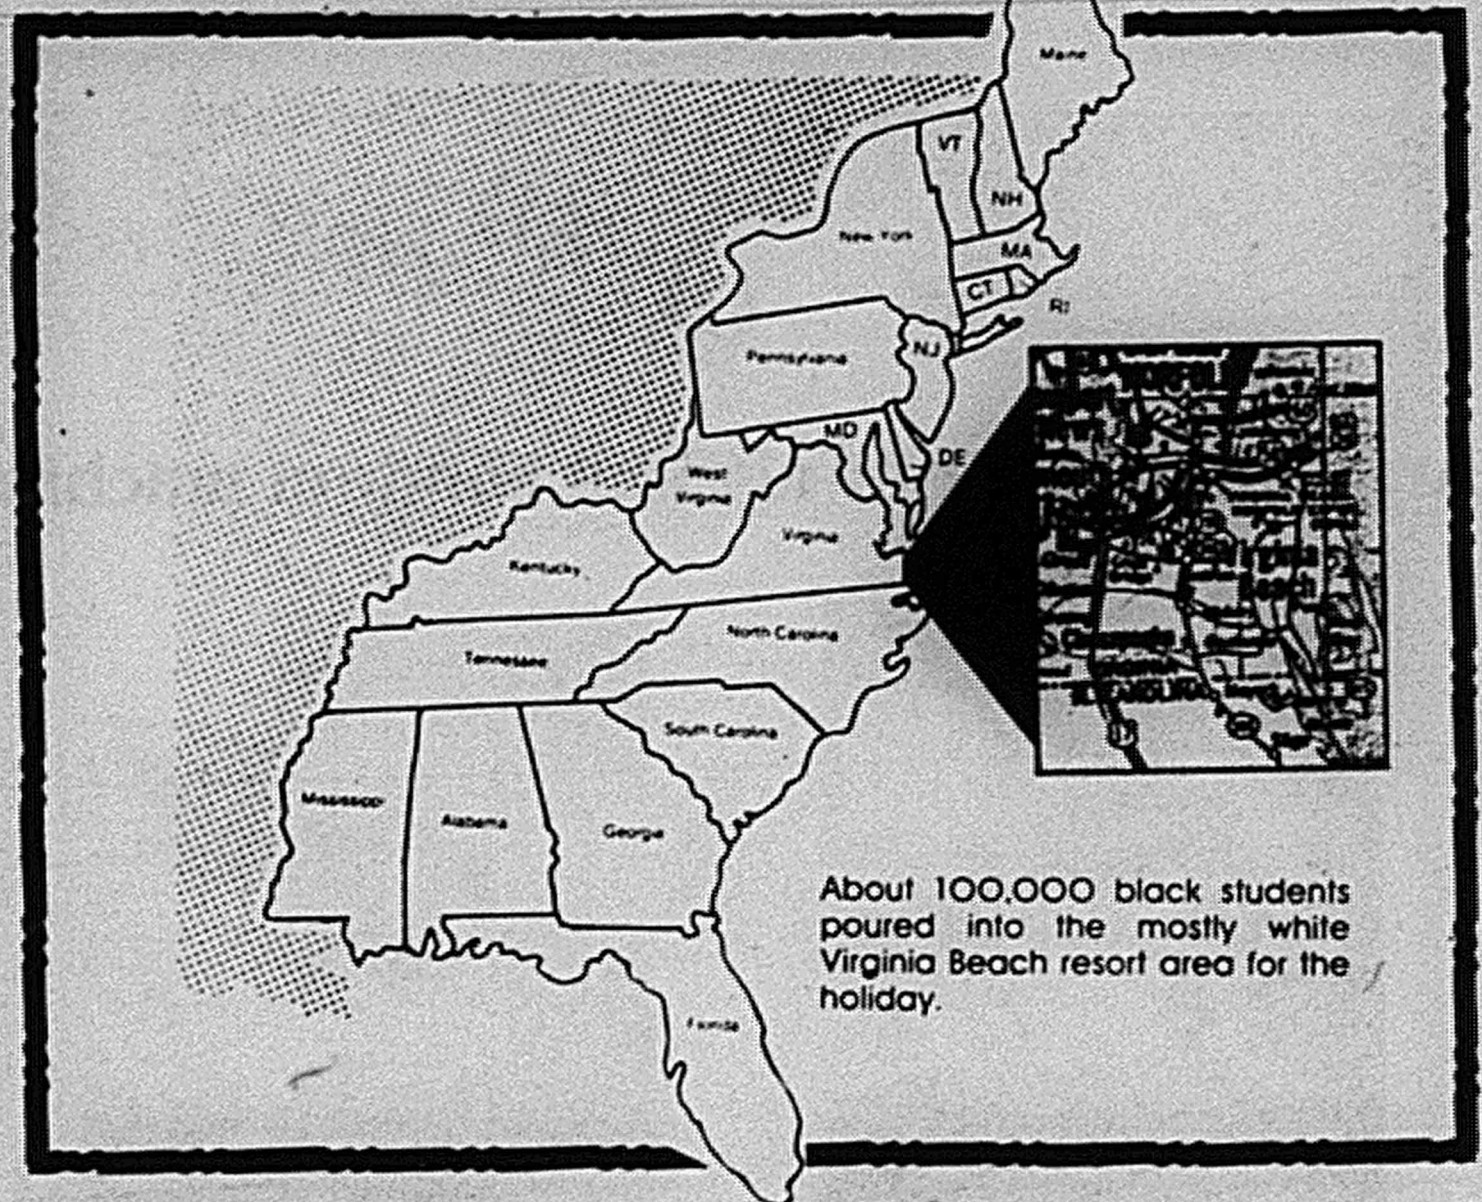 Maine
VT
NH
New York
MA
CT
RI
Pennsylvania
NJ
MD
DE
West
Virginia
Virginia
Kentucky
North Carolina
Tennessee
South Carolina
Mississippi
Alabama
Georgia
Florida
17
About 100,000 black students
poured into the mostly white
Virginia Beach resort area for the
holiday.